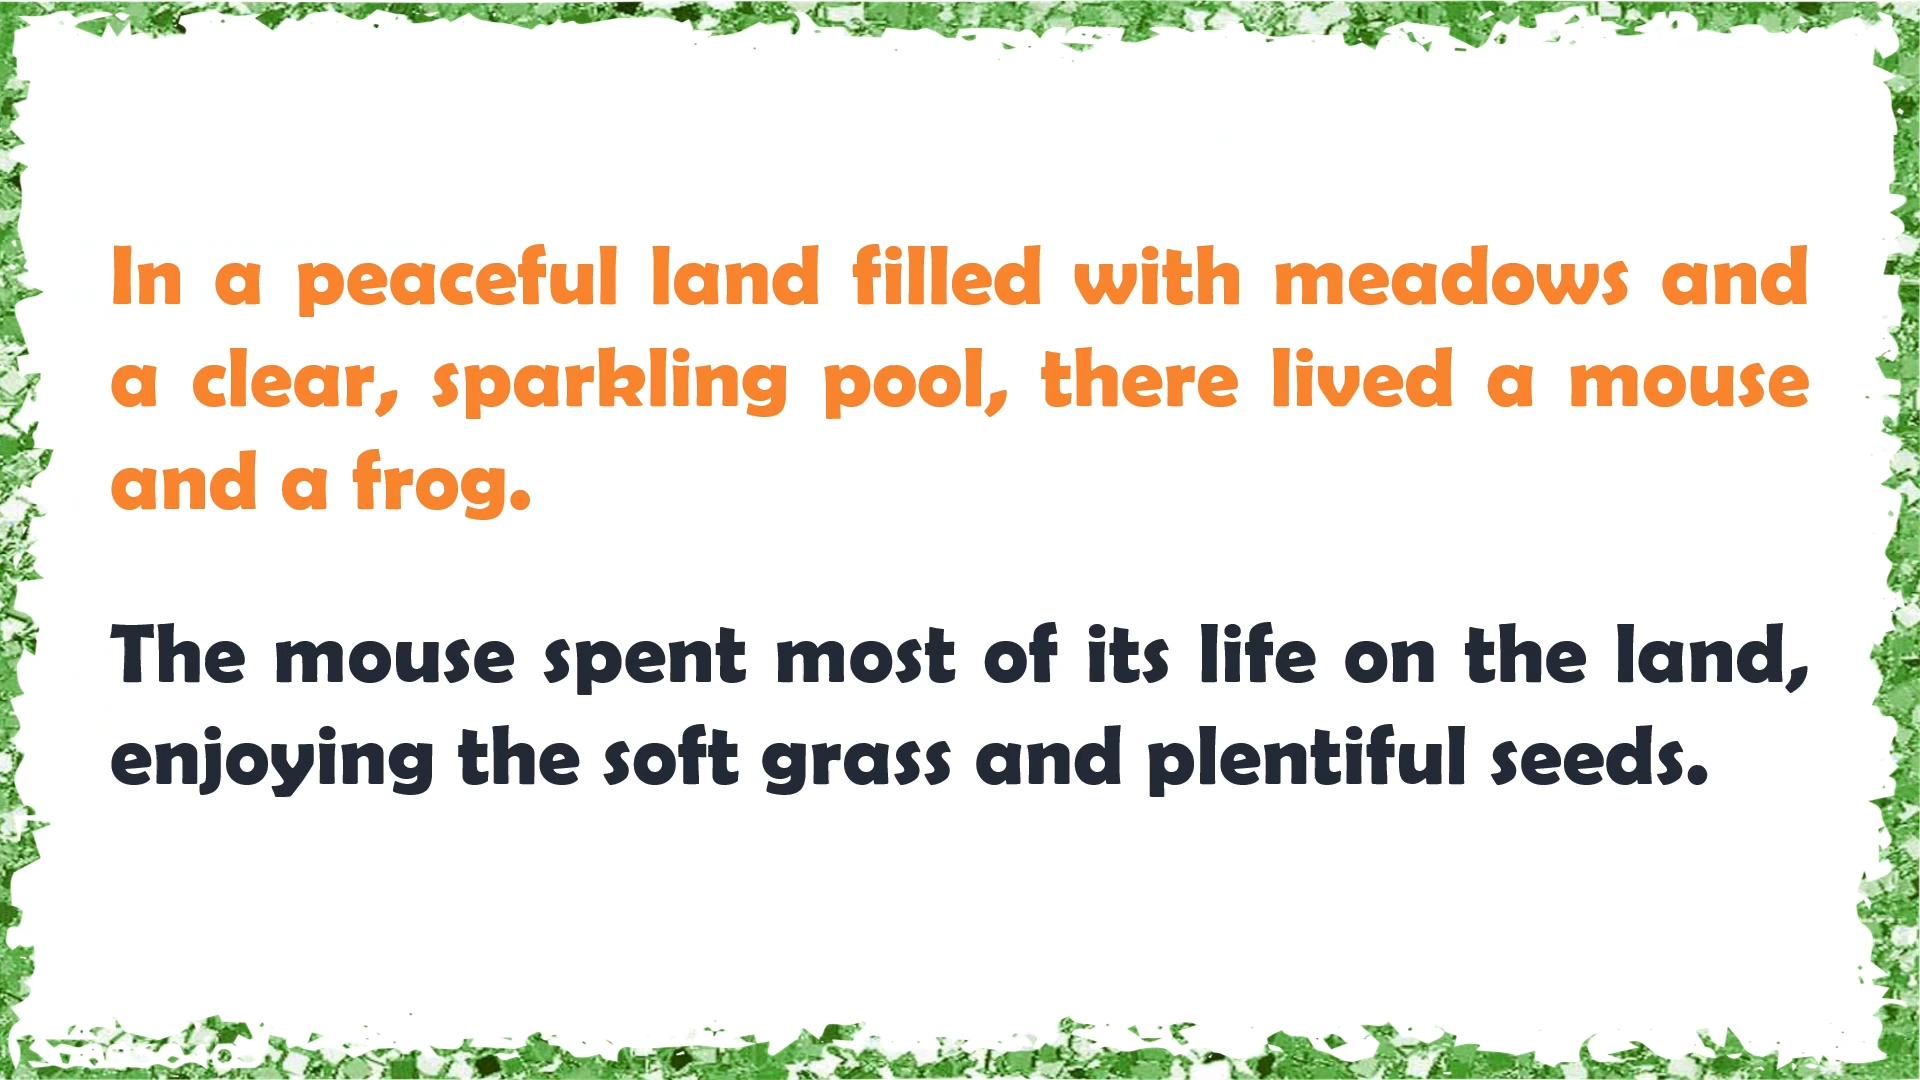 In a peaceful land filled with meadows and
a clear, sparkling pool, there lived a mouse
and a frog.
The mouse spent most of its life on the land,
enjoying the soft grass and plentiful seeds.